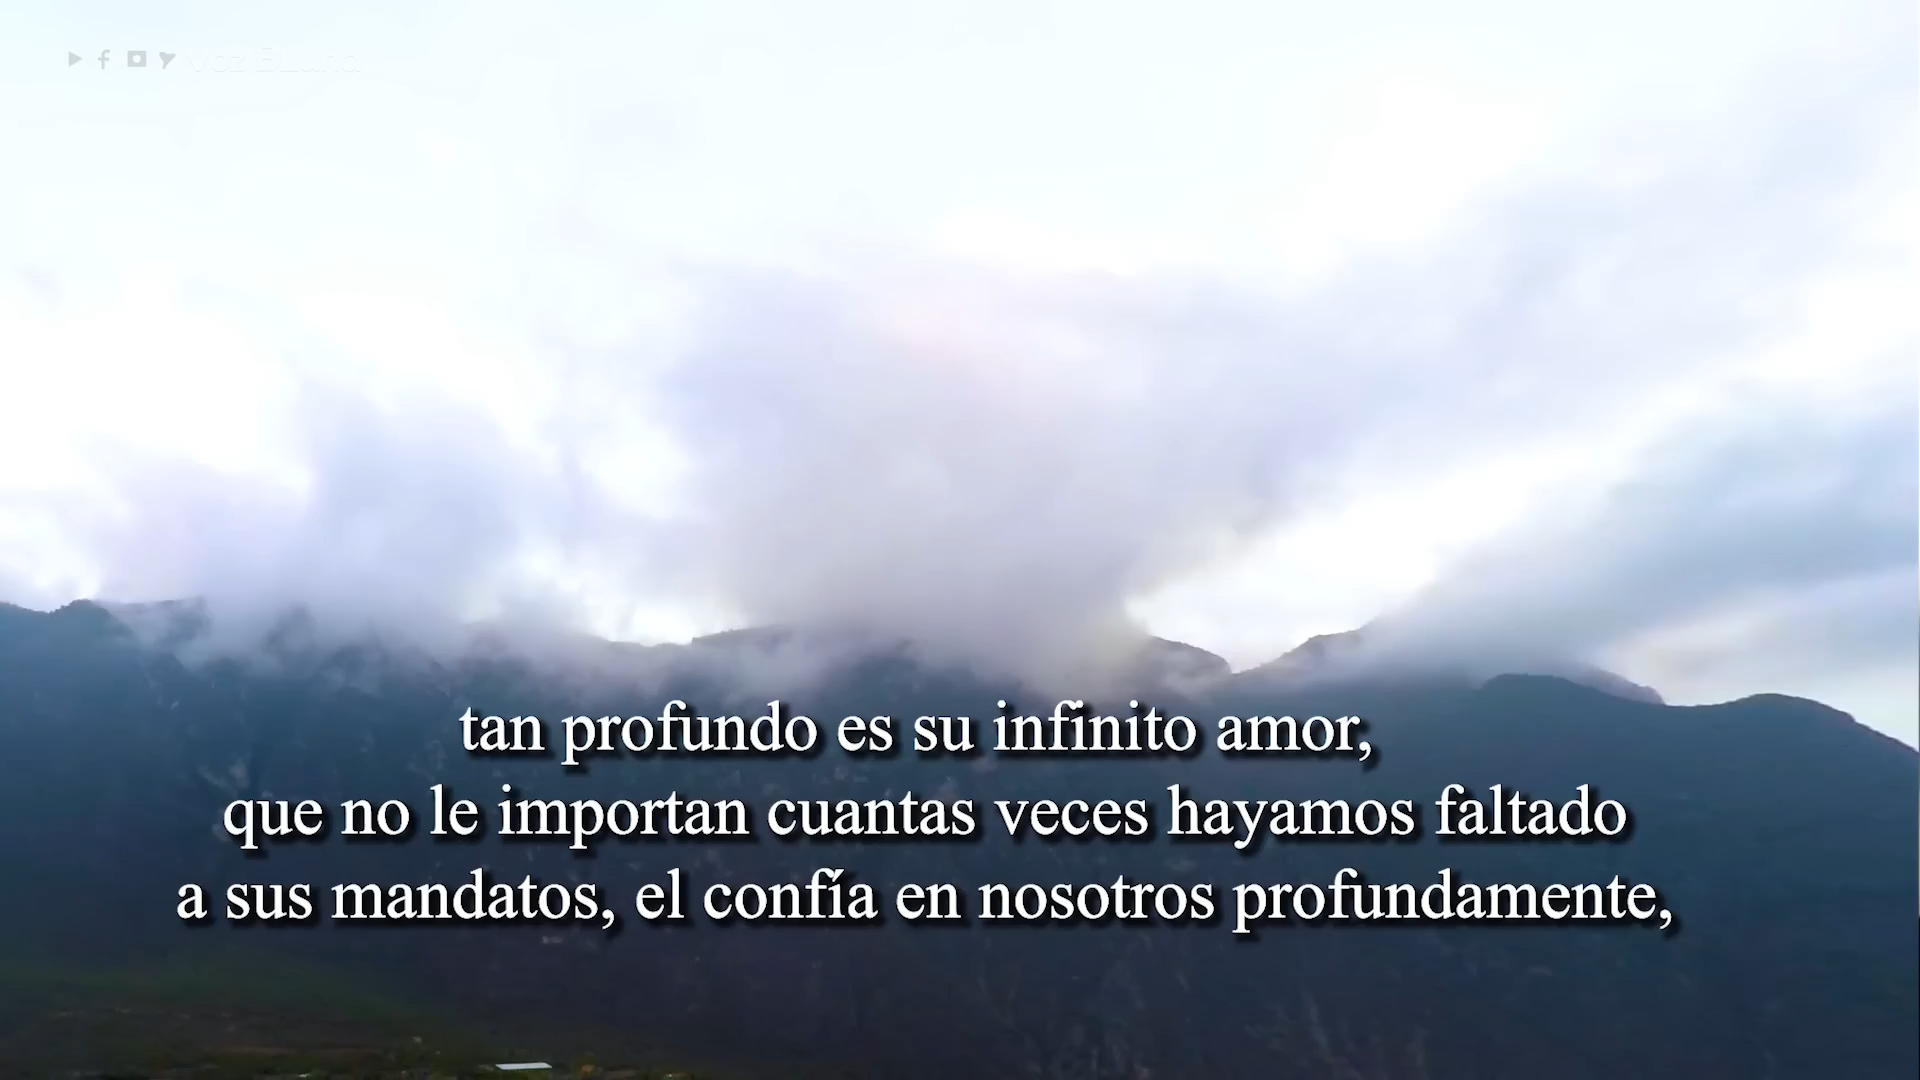 tan profundo es su infinito amor,
que no le importan cuantas veces hayamos faltado
a sus mandatos, el confía en nosotros profundamente,